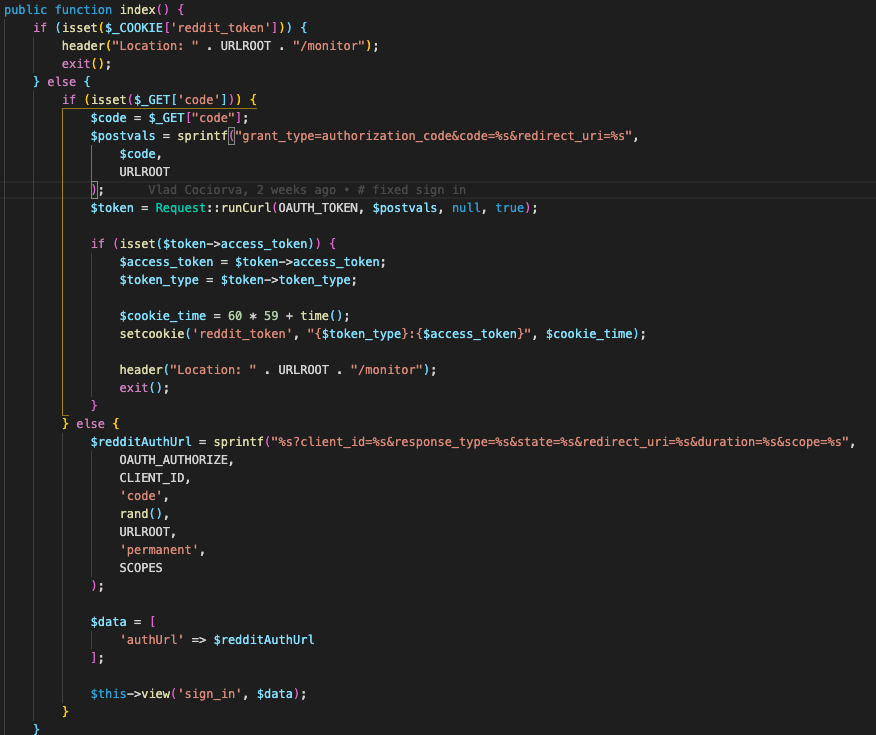 public function index() {
    if (isset($_COOKIE['reddit_token'])) {
        header("Location: " . URLROOT . "/monitor");
        exit();
    } else {
        if (isset($_GET['code'])) {
            $code = $_GET["code"];
            $postvals = sprintf("grant_type=authorization_code&code=%s&redirect_uri=%s",
                $code,
                URLROOT
            );      Vlad Cociorva, 2 weeks ago • # fixed sign in
            $token = Request::runCurl(OAUTH_TOKEN, $postvals, null, true);

            if (isset($token->access_token)) {
                $access_token = $token->access_token;
                $token_type = $token->token_type;

                $cookie_time = 60 * 59 + time();
                setcookie('reddit_token', "{$token_type}:{$access_token}", $cookie_time);

                header("Location: " . URLROOT . "/monitor");
                exit();
            }
        } else {
            $redditAuthUrl = sprintf("%s?client_id=%s&response_type=%s&state=%s&redirect_uri=%s&duration=%s&scope=%s",
                OAUTH_AUTHORIZE,
                CLIENT_ID,
                'code',
                rand(),
                URLROOT,
                'permanent',
                SCOPES
            );

            $data = [
                'authUrl' => $redditAuthUrl
            ];

            $this->view('sign_in', $data);
        }
    }